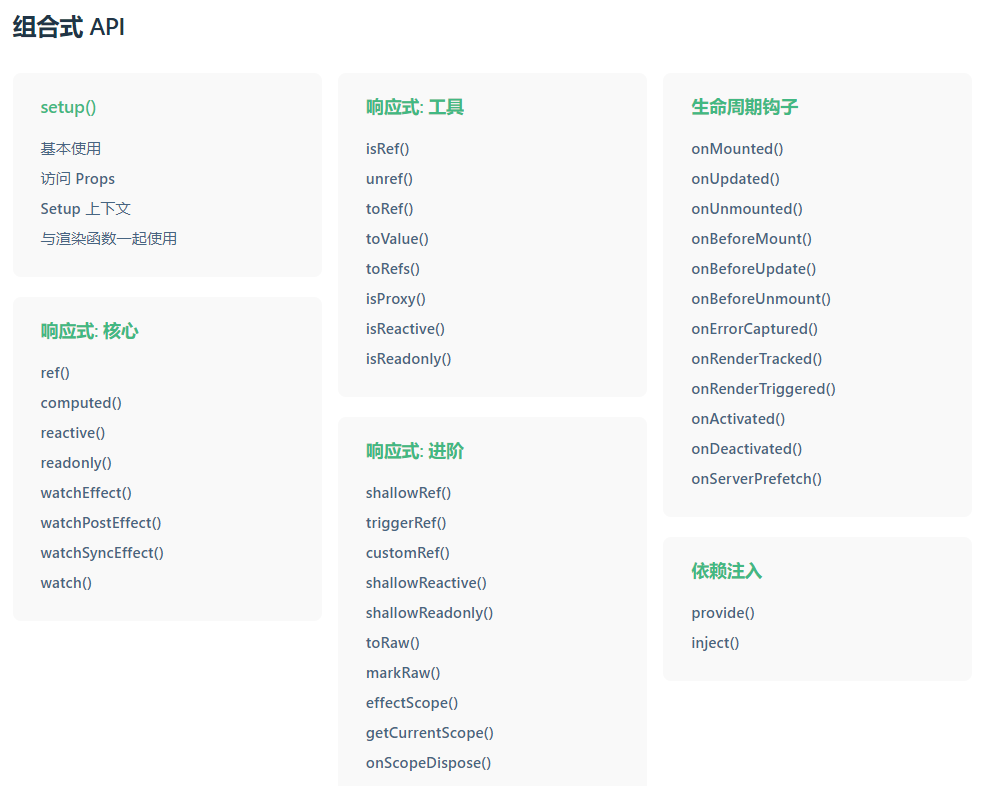 组合式 API
setup()
基本使用
访问 Props
Setup 上下文
与渲染函数一起使用
响应式: 核心
ref()
computed()
reactive()
readonly()
watchEffect()
watchPostEffect()
watchSyncEffect()
watch()
响应式: 工具
isRef()
unref()
toRef()
toValue()
toRefs()
isProxy()
isReactive()
isReadonly()
响应式: 进阶
shallowRef()
triggerRef()
customRef()
shallowReactive()
shallowReadonly()
toRaw()
markRaw()
effectScope()
getCurrentScope()
onScopeDispose()
生命周期钩子
onMounted()
onUpdated()
onUnmounted()
onBeforeMount()
onBeforeUpdate()
onBeforeUnmount()
onErrorCaptured()
onRenderTracked()
onRenderTriggered()
onActivated()
onDeactivated()
onServerPrefetch()
依赖注入
provide()
inject()